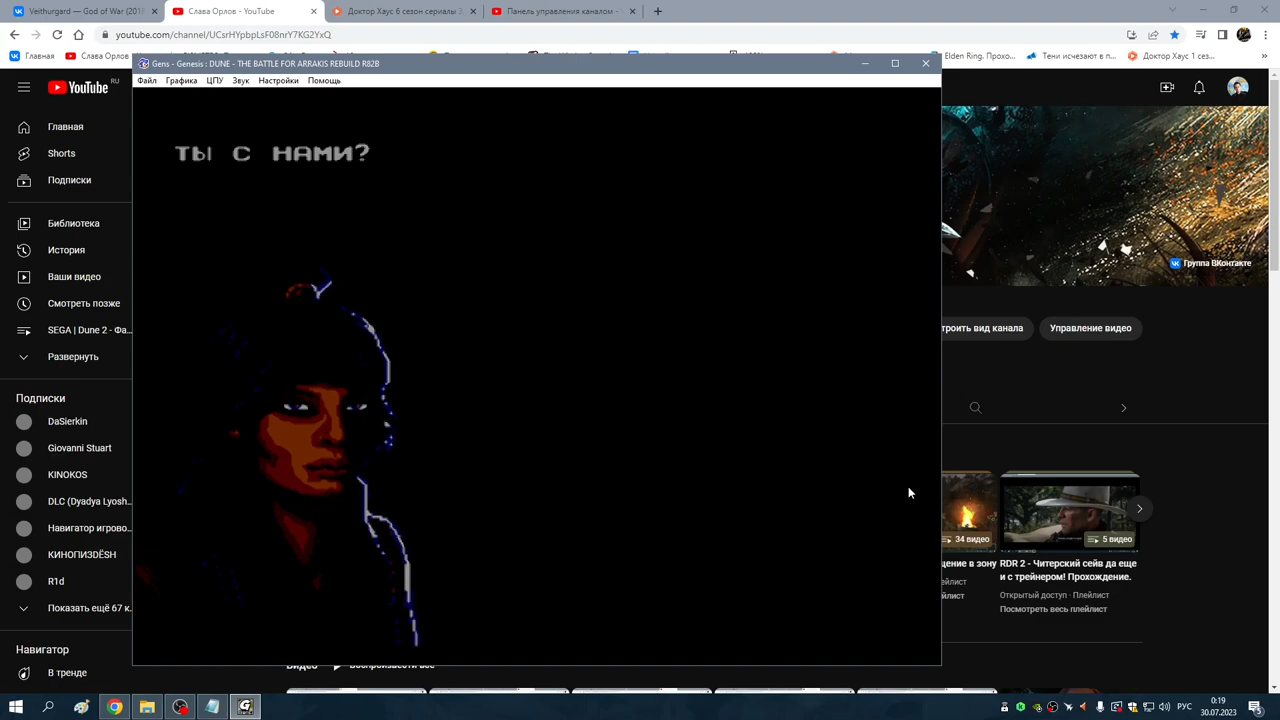 Veithurgard — God of War (2018
Слава Орлов - YouTube
Доктор Хаус 6 сезон сериалы 3
Панель управления каналом - Y
youtube.com/channel/UCsrHYpbpLsF08nrY7KG2YxQ
Главная
Слава Орлов
Elden Ring. Прохо...
Тени исчезают в п...
Доктор Хаус 1 сез...
»
Gens - Genesis : DUNE - THE BATTLE FOR ARRAKIS REBUILD R82B
Файл Графика ЦПУ Звук Настройки Помощь
YouTube RU
Главная
Shorts
Подписки
Библиотека
История
Ваши видео
Смотреть позже
SEGA | Dune 2 - Фа...
Развернуть
Подписки
DaSierkin
Giovanni Stuart
KINOKOS
DLC (Dyadya Lyosh...
Навигатор игрово...
КИНОПИЗДЁSН
R1d
Показать ещё 67 к...
Навигатор
В тренде
ТЫ С НАМИ?
Группа ВКонтакте
троить вид канала
Управление видео
34 видео
5 видео
щение в зону
RDR 2 - Читерский сейв да еще
и с трейнером! Прохождение.
ейлист
Открытый доступ · Плейлист
ейлист
Посмотреть весь плейлист
Видео
Воспроизвести все
РУС
0:19
30.07.2023
5